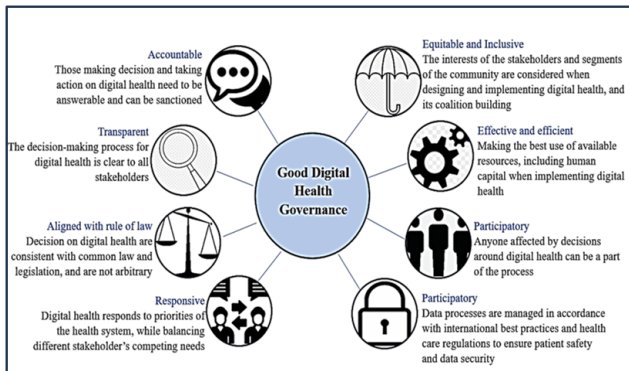 Accountable
Those making decision and taking
action on digital health need to be
answerable and can be sanctioned
Transparent
The decision-making process for
digital health is clear to all
stakeholders
Aligned with rule of law
Decision on digital health are
consistent with common law and
legislation, and are not arbitrary
Responsive
Digital health responds to priorities
of the health system, while balancing
different stakeholder's competing needs
Good Digital
Health
Governance
Equitable and Inclusive
The interests of the stakeholders and segments
of the community are considered when
designing and implementing digital health, and
its coalition building
Effective and efficient
Making the best use of available
resources, including human
capital when implementing digital
health
Participatory
Anyone affected by decisions
around digital health can be a
part of the process
Participatory
Data processes are managed in accordance
with international best practices and health
care regulations to ensure patient safety
and data security